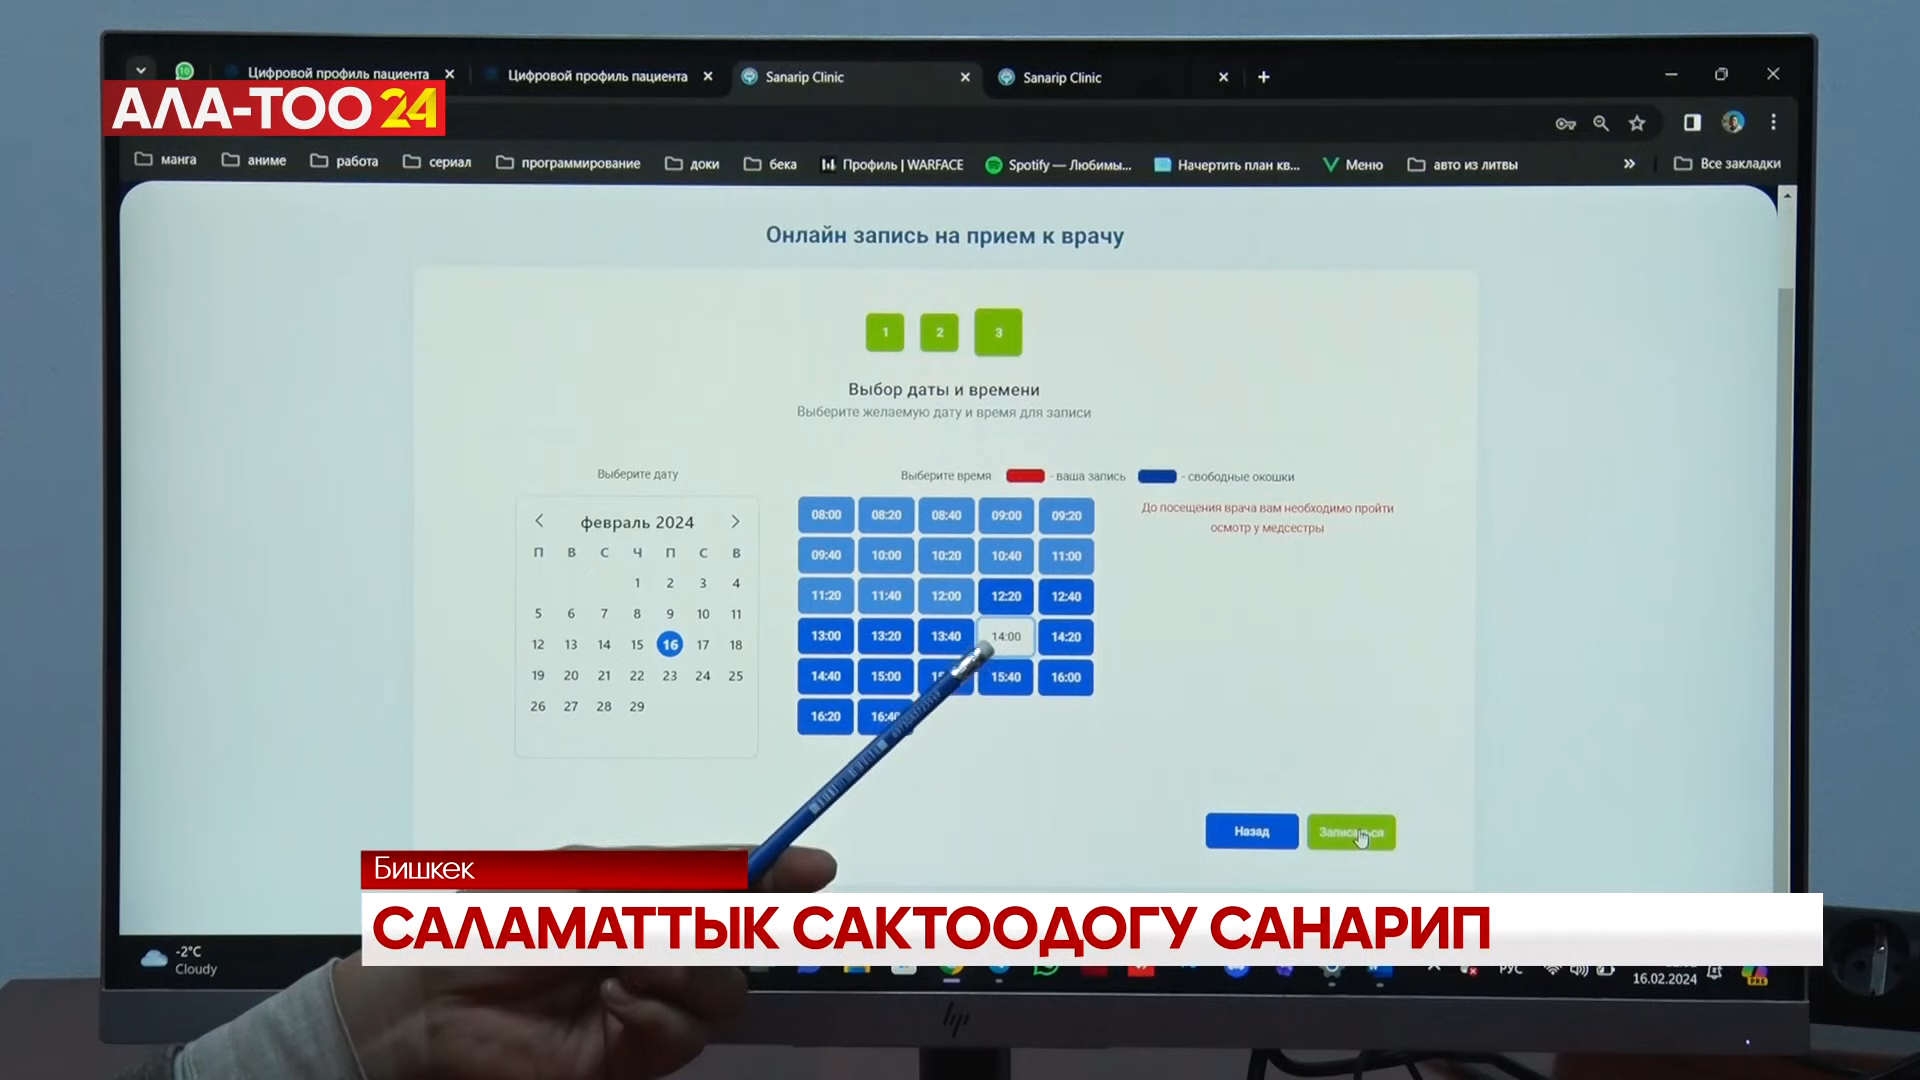 Цифровой профиль пациента
Цифровой профиль пациента
Sanarip Clinic
Sanarip Clinic
АЛА-ТОО 24
манга
аниме
работа
сериал
программирование
доки
бека
Профиль | WARFACE
Spotify — Любимы...
Начертить план кв...
Меню
авто из литвы
Все закладки
Онлайн запись на прием к врачу
1 2 3
Выбор даты и времени
Выберите желаемую дату и время для записи
Выберите дату
Выберите время - ваша запись - свободные окошки
февраль 2024
П В С Ч П С В
1 2 3 4
5 6 7 8 9 10 11
12 13 14 15 16 17 18
19 20 21 22 23 24 25
26 27 28 29
08:00 08:20 08:40 09:00 09:20
09:40 10:00 10:20 10:40 11:00
11:20 11:40 12:00 12:20 12:40
13:00 13:20 13:40 14:00 14:20
14:40 15:00 15:40 16:00
16:20 16:40
До посещения врача вам необходимо пройти
осмотр у медсестры
Назад
Записаться
Бишкек
САЛАМАТТЫК САКТООДОГУ САНАРИП
-2°C
Cloudy
РУС
16.02.2024
hp